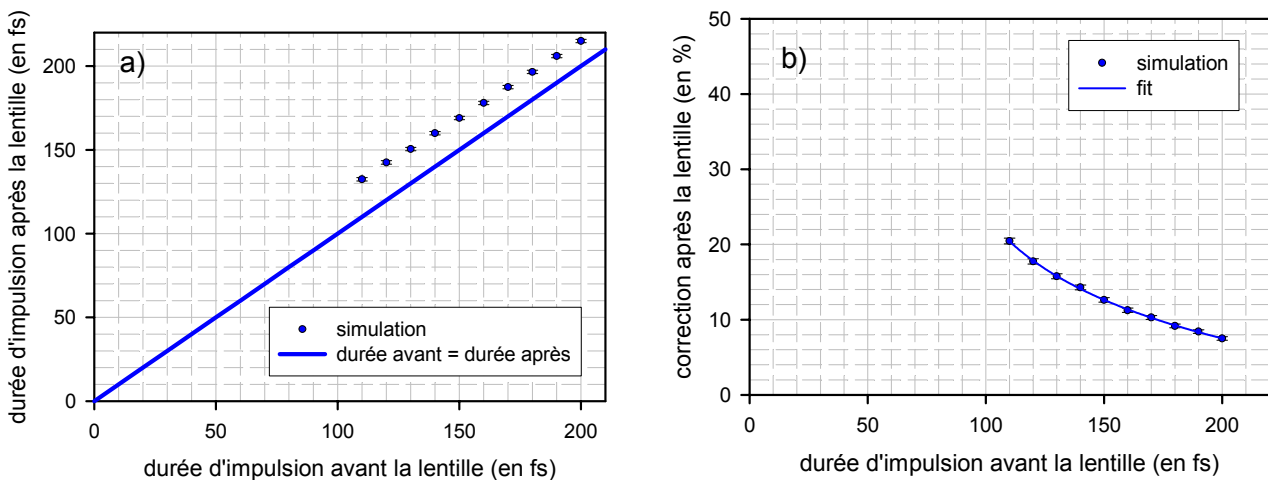 a)
durée d'impulsion après la lentille (en fs)
200
150
100
50
0
simulation
durée avant = durée après
0 50 100 150 200
durée d'impulsion avant la lentille (en fs)
b)
correction après la lentille (en %)
50
40
30
20
10
0
simulation
fit
0 50 100 150 200
durée d'impulsion avant la lentille (en fs)